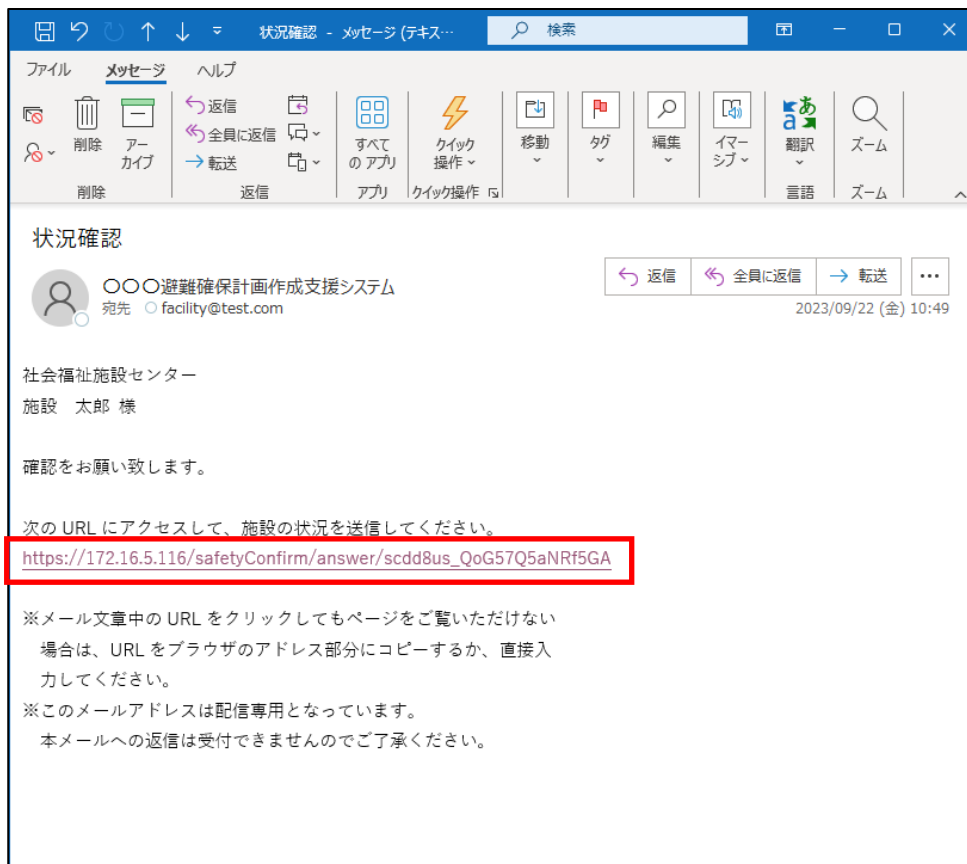 状況確認 - メッセージ (テキス…
検索
ファイル メッセージ ヘルプ
削除
アーカイブ
削除
返信
全員に返信
転送
返信
すべての アプリ
アプリ
クイック操作
クイック操作
移動
タグ
編集
イマーシブ
翻訳
言語
ズーム
ズーム
状況確認
〇〇〇避難確保計画作成支援システム
宛先 facility@test.com
返信 全員に返信 転送
2023/09/22 (金) 10:49
社会福祉施設センター
施設 太郎 様
確認をお願い致します。
次の URL にアクセスして、施設の状況を送信してください。
https://172.16.5.116/safetyConfirm/answer/scdd8us_QoG57Q5aNRf5GA
※メール文章中の URL をクリックしてもページをご覧いただけない
場合は、URL をブラウザのアドレス部分にコピーするか、直接入
力してください。
※このメールアドレスは配信専用となっています。
本メールへの返信は受付できませんのでご了承ください。